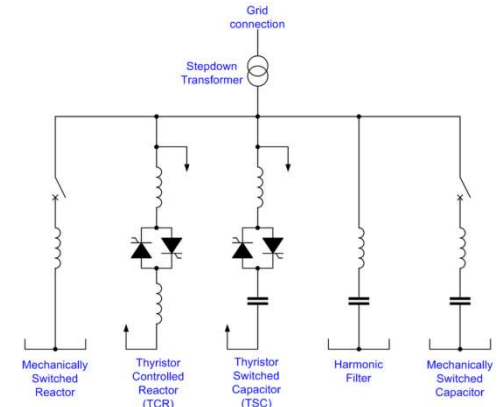 Grid
connection
Stepdown
Transformer
Mechanically
Switched
Reactor
Thyristor
Controlled
Reactor
(TCR)
Thyristor
Switched
Capacitor
(TSC)
Harmonic
Filter
Mechanically
Switched
Capacitor